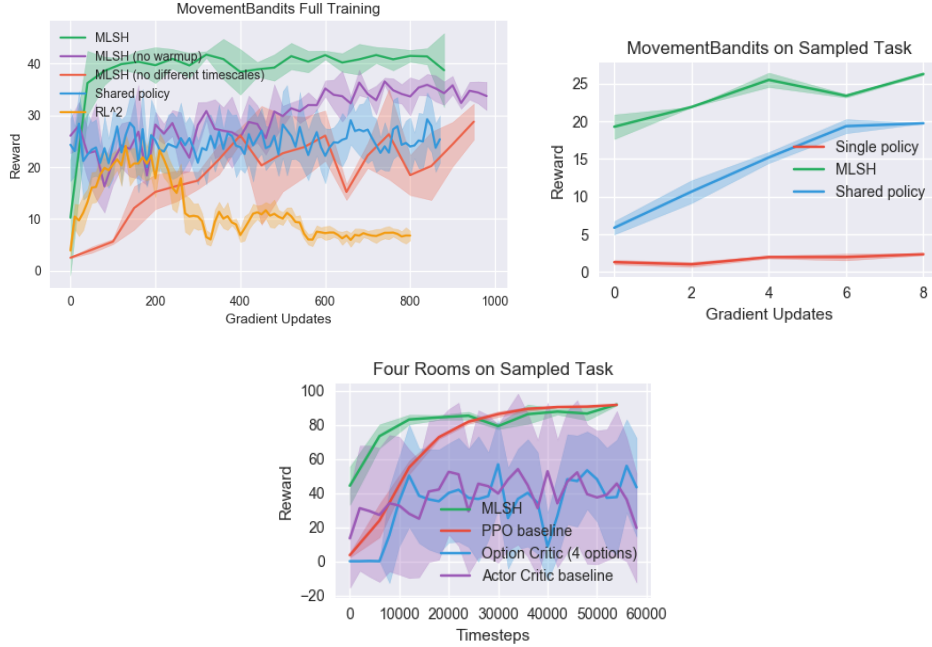 MovementBandits Full Training
MLSH
MLSH (no warmup)
MLSH (no different timescales)
Shared policy
RL^2
Reward
40
30
20
10
0
0
200
400
600
800
1000
Gradient Updates
MovementBandits on Sampled Task
Reward
25
20
15
10
5
0
Single policy
MLSH
Shared policy
0
2
4
6
8
Gradient Updates
Four Rooms on Sampled Task
Reward
100
80
60
40
20
0
−20
MLSH
PPO baseline
Option Critic (4 options)
Actor Critic baseline
0
10000
20000
30000
40000
50000
60000
Timesteps